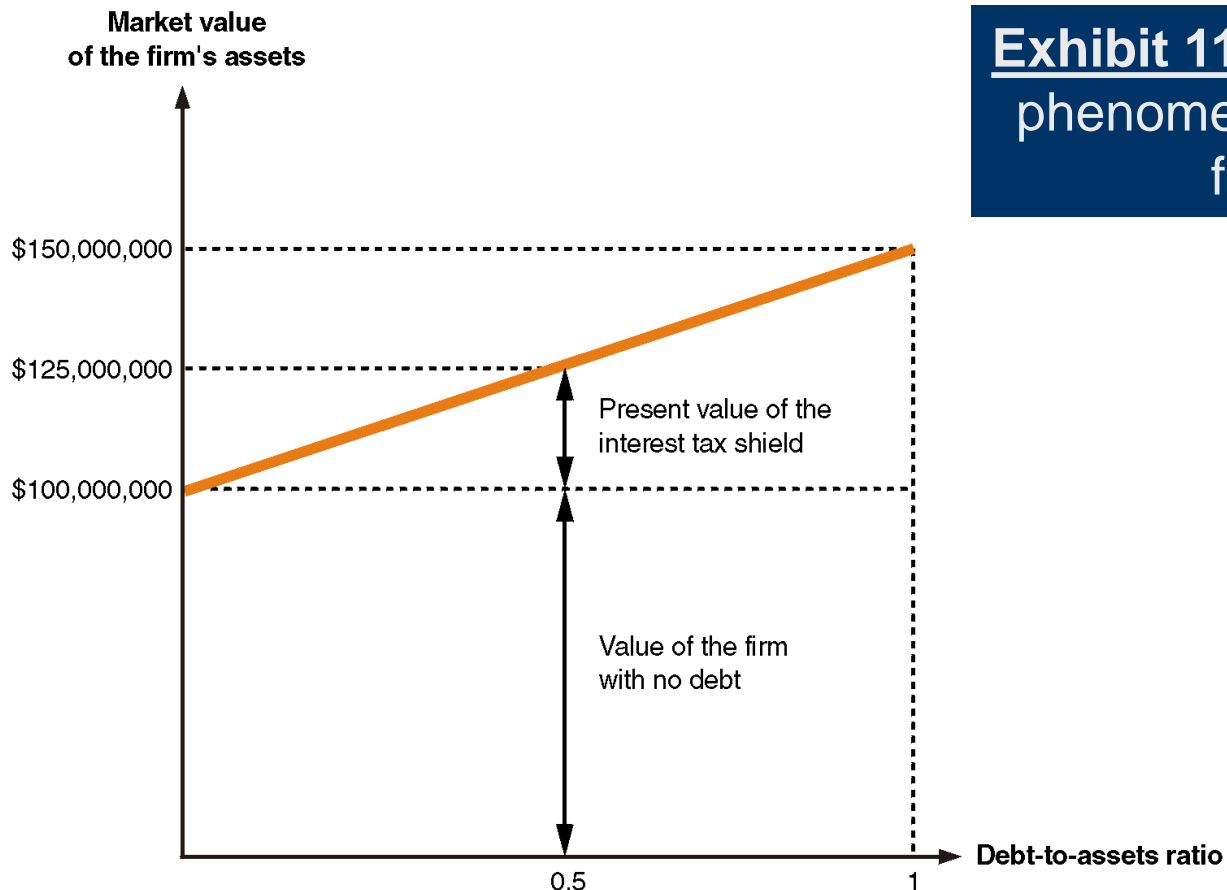 Market value
of the firm's assets
Exhibit 11
phenome
f
$150,000,000
$125,000,000
$100,000,000
Present value of the
interest tax shield
Value of the firm
with no debt
Debt-to-assets ratio
0.5
1